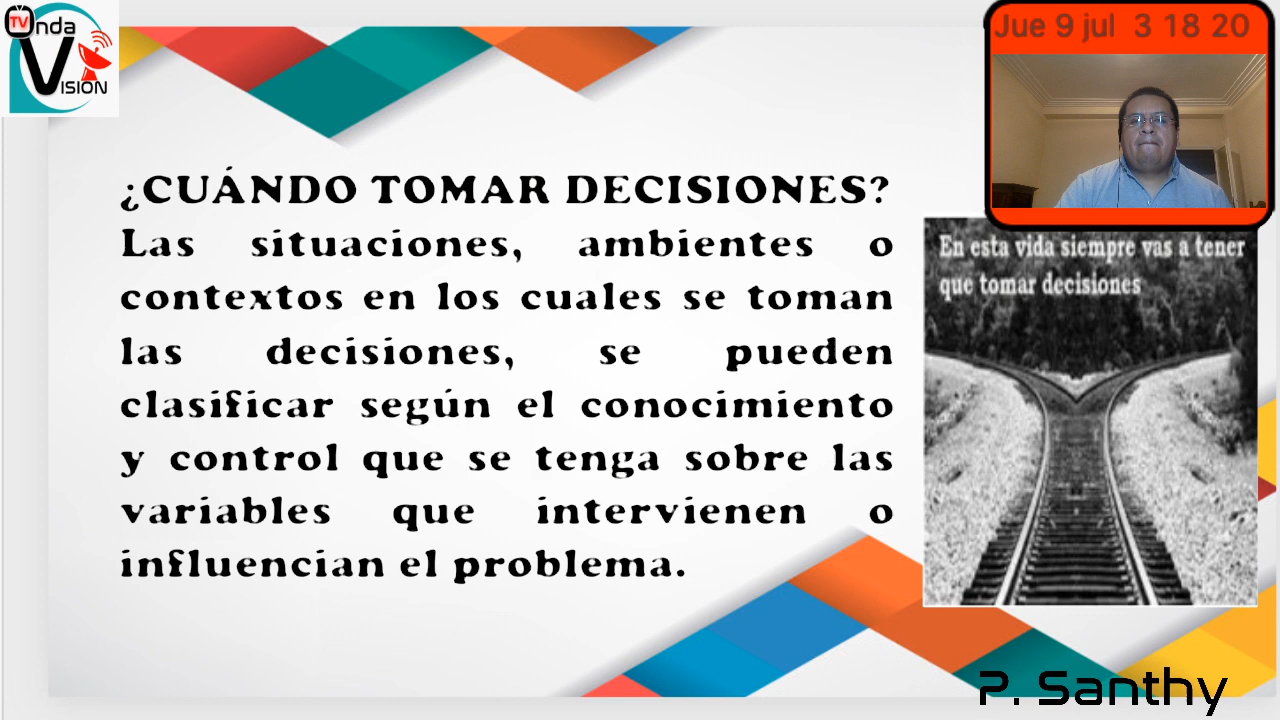 TV Onda
VISION
Jue 9 jul 3 18 20
¿CUÁNDO TOMAR DECISIONES?
Las situaciones, ambientes o
contextos en los cuales se toman
las decisiones, se pueden
clasificar según el conocimiento
y control que se tenga sobre las
variables que intervienen o
influencian el problema.
En esta vida siempre vas a tener
que tomar decisiones
P. Santhy